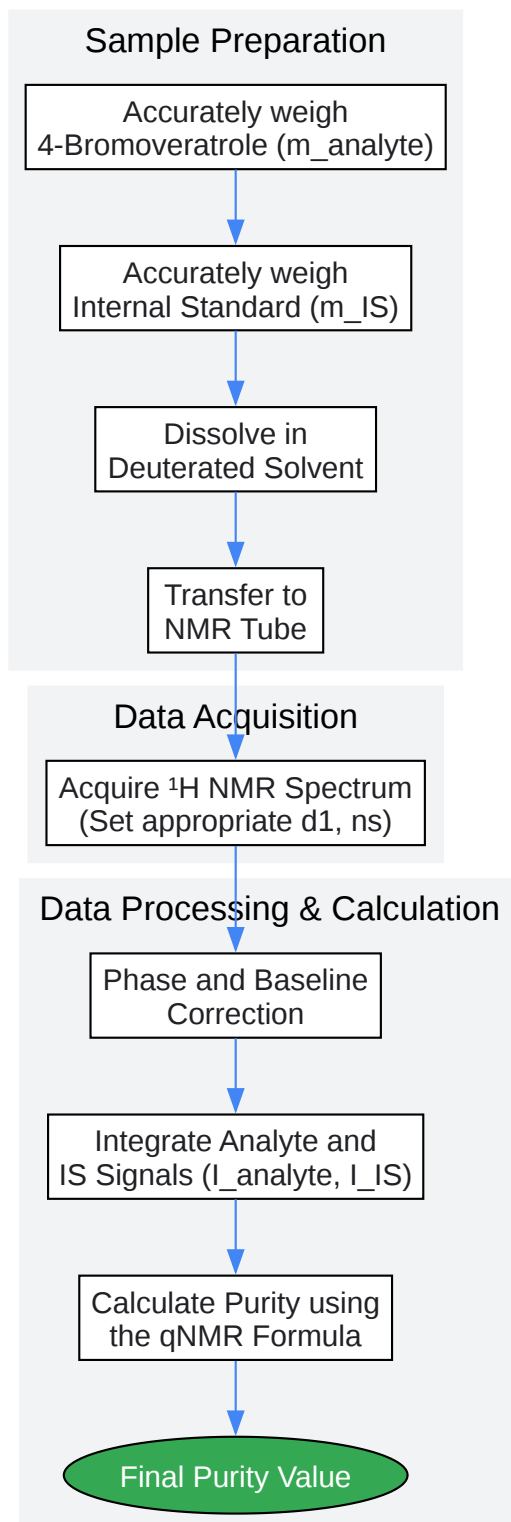 Sample Preparation
Accurately weigh
4-Bromoveratrole (m_analyte)
Accurately weigh
Internal Standard (m_IS)
Dissolve in
Deuterated Solvent
Transfer to
NMR Tube
Data Acquisition
Acquire ¹H NMR Spectrum
(Set appropriate d1, ns)
Data Processing & Calculation
Phase and Baseline
Correction
Integrate Analyte and
IS Signals (I_analyte, I_IS)
Calculate Purity using
the qNMR Formula
Final Purity Value